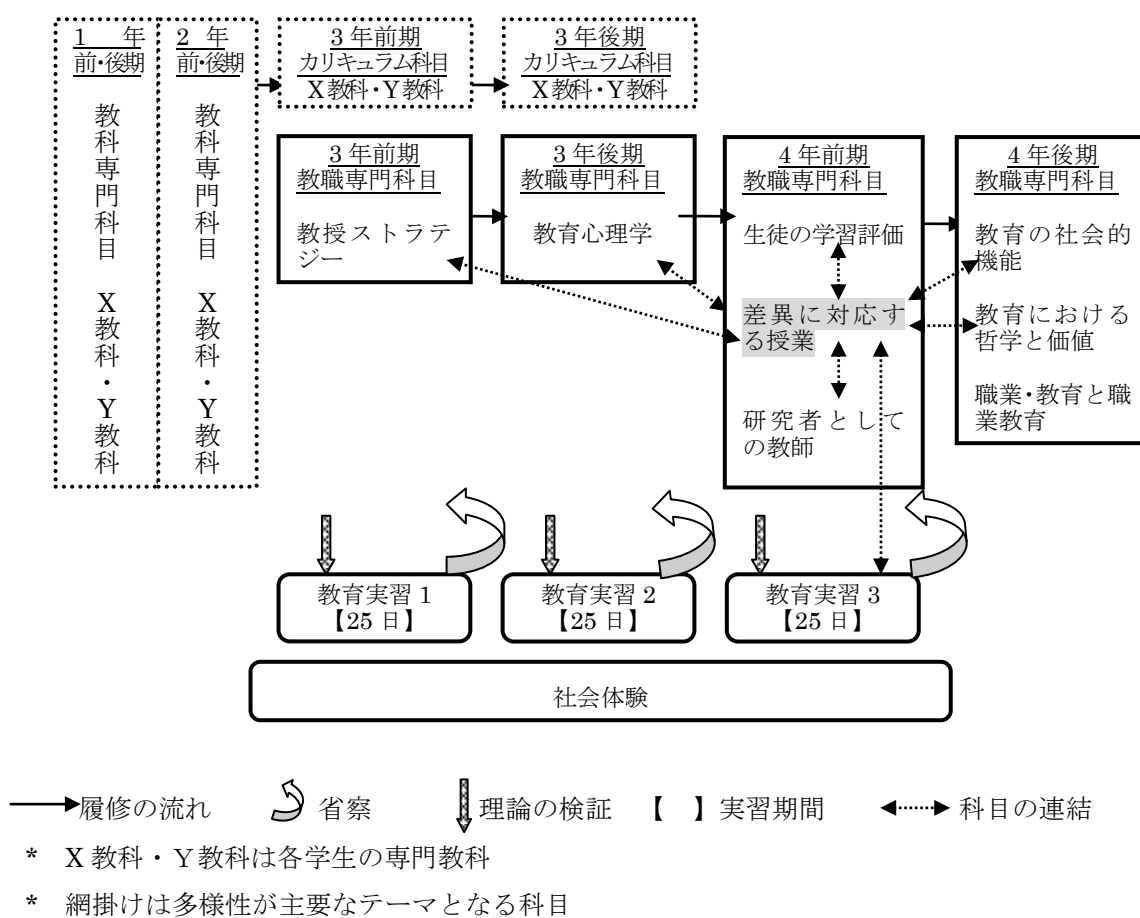 1 年
前・後期
教科専門科目 X教科・Y教科
2 年
前・後期
教科専門科目 X教科・Y教科
3 年前期
カリキュラム科目
X教科・Y教科
3 年後期
カリキュラム科目
X教科・Y教科
3 年前期
教職専門科目
教授ストラテ
ジー
3 年後期
教職専門科目
教育心理学
4 年前期
教職専門科目
生徒の学習評価
差異に対応す
る授業
研究者として
の教師
4 年後期
教職専門科目
教育の社会的
機能
教育における
哲学と価値
職業・教育と職
業教育
教育実習 1
【25 日】
教育実習 2
【25 日】
教育実習 3
【25 日】
社会体験
履修の流れ
省察
理論の検証
【 】実習期間
科目の連結
* X 教科・Y教科は各学生の専門教科
* 網掛けは多様性が主要なテーマとなる科目